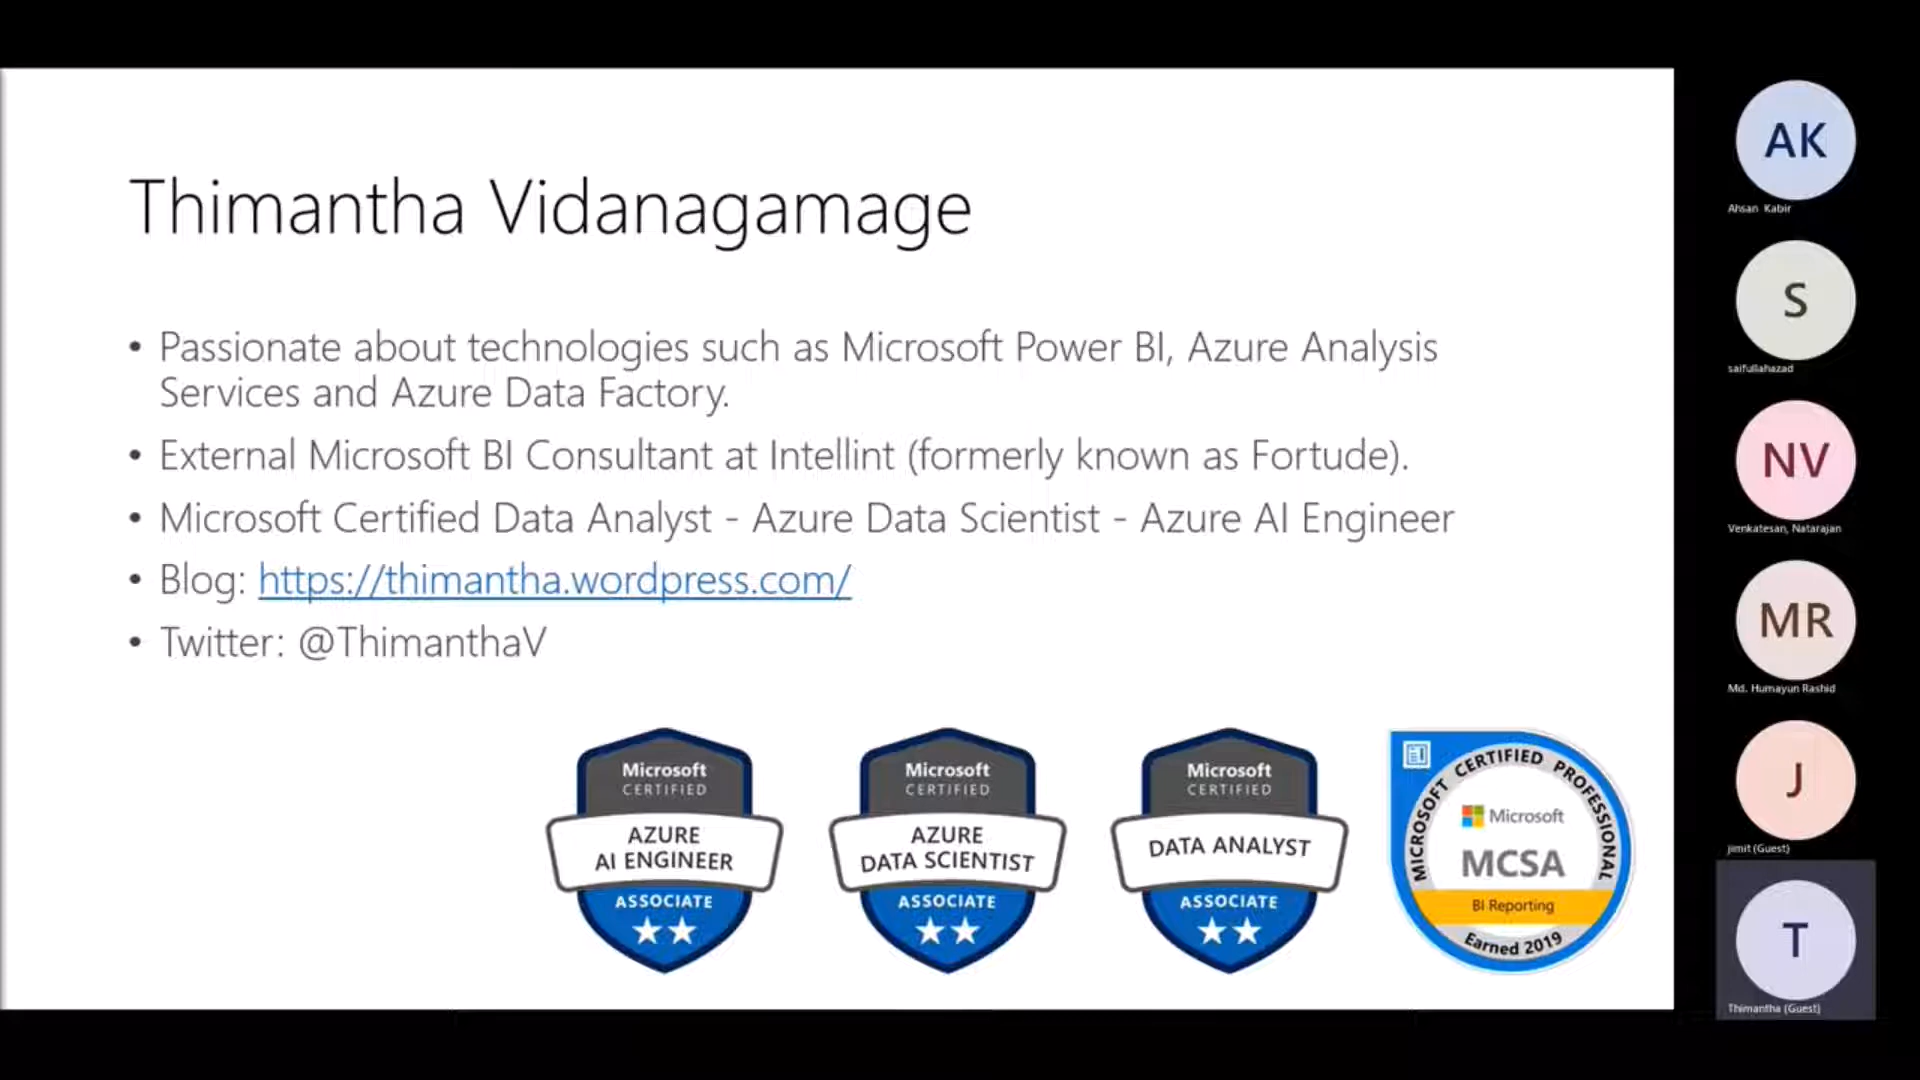 Thimantha Vidanagamage
• Passionate about technologies such as Microsoft Power BI, Azure Analysis
Services and Azure Data Factory.
• External Microsoft BI Consultant at Intellint (formerly known as Fortude).
• Microsoft Certified Data Analyst - Azure Data Scientist - Azure AI Engineer
• Blog: https://thimantha.wordpress.com/
• Twitter: @ThimanthaV
Microsoft
CERTIFIED
AZURE
AI ENGINEER
ASSOCIATE
Microsoft
CERTIFIED
AZURE
DATA SCIENTIST
ASSOCIATE
Microsoft
CERTIFIED
DATA ANALYST
ASSOCIATE
MICROSOFT CERTIFIED PROFESSIONAL
Microsoft
MCSA
BI Reporting
Earned 2019
AK
Ahsan Kabir
S
saifullahazad
NV
Venkatesan, Natarajan
MR
Md. Humayun Rashid
J
jimit (Guest)
T
Thimantha (Guest)